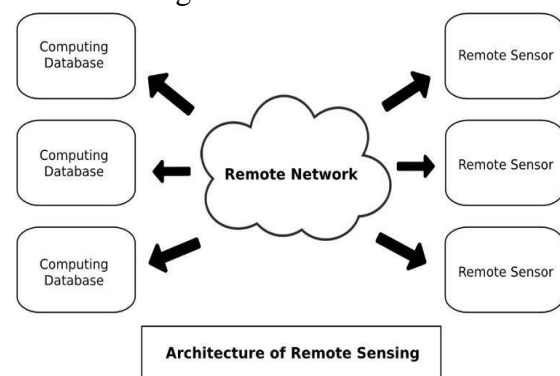 Computing
Database
Remote Sensor
Computing
Database
Remote Network
Remote Sensor
Computing
Database
Remote Sensor
Architecture of Remote Sensing